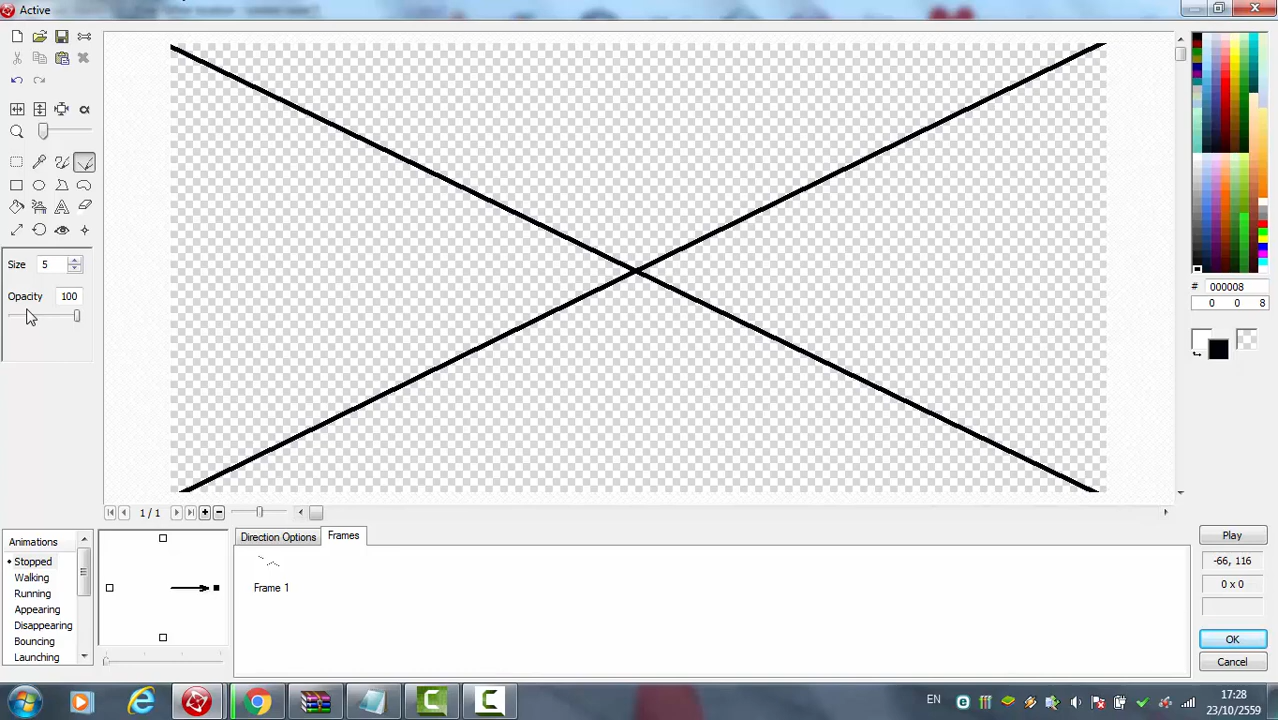 Active
Size 5
Opacity 100
# 000008
0 0 8
1 / 1
Animations
Stopped
Walking
Running
Appearing
Disappearing
Bouncing
Launching
Direction Options
Frames
Frame 1
Play
-66, 116
0 x 0
OK
Cancel
EN
17:28
23/10/2559